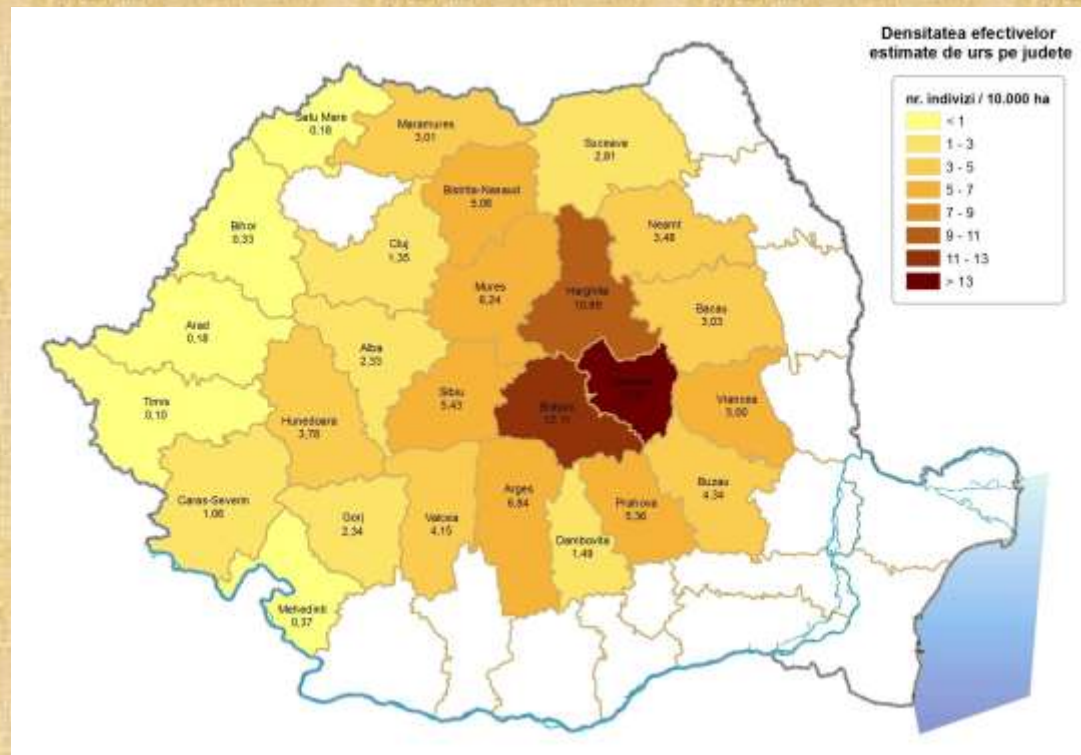 Densitatea efectivelor
estimate de urs pe judete
nr. indivizi / 10.000 ha
< 1
1 - 3
3 - 5
5 - 7
7 - 9
9 - 11
11 - 13
> 13
Satu Mare
0,18
Maramures
3,01
Suceava
2,81
Bistrita-Nasaud
5,06
Bihor
0,33
Cluj
1,35
Neamt
3,48
Mures
6,24
Harghita
Bacau
3,03
Arad
0,18
Alba
2,33
Sibiu
5,43
Brasov
Vrancea
5,00
Timis
0,10
Hunedoara
3,78
Caras-Severin
1,06
Gorj
2,34
Valcea
4,15
Arges
6,84
Prahova
5,36
Buzau
4,34
Dambovita
1,49
Mehedinti
0,37